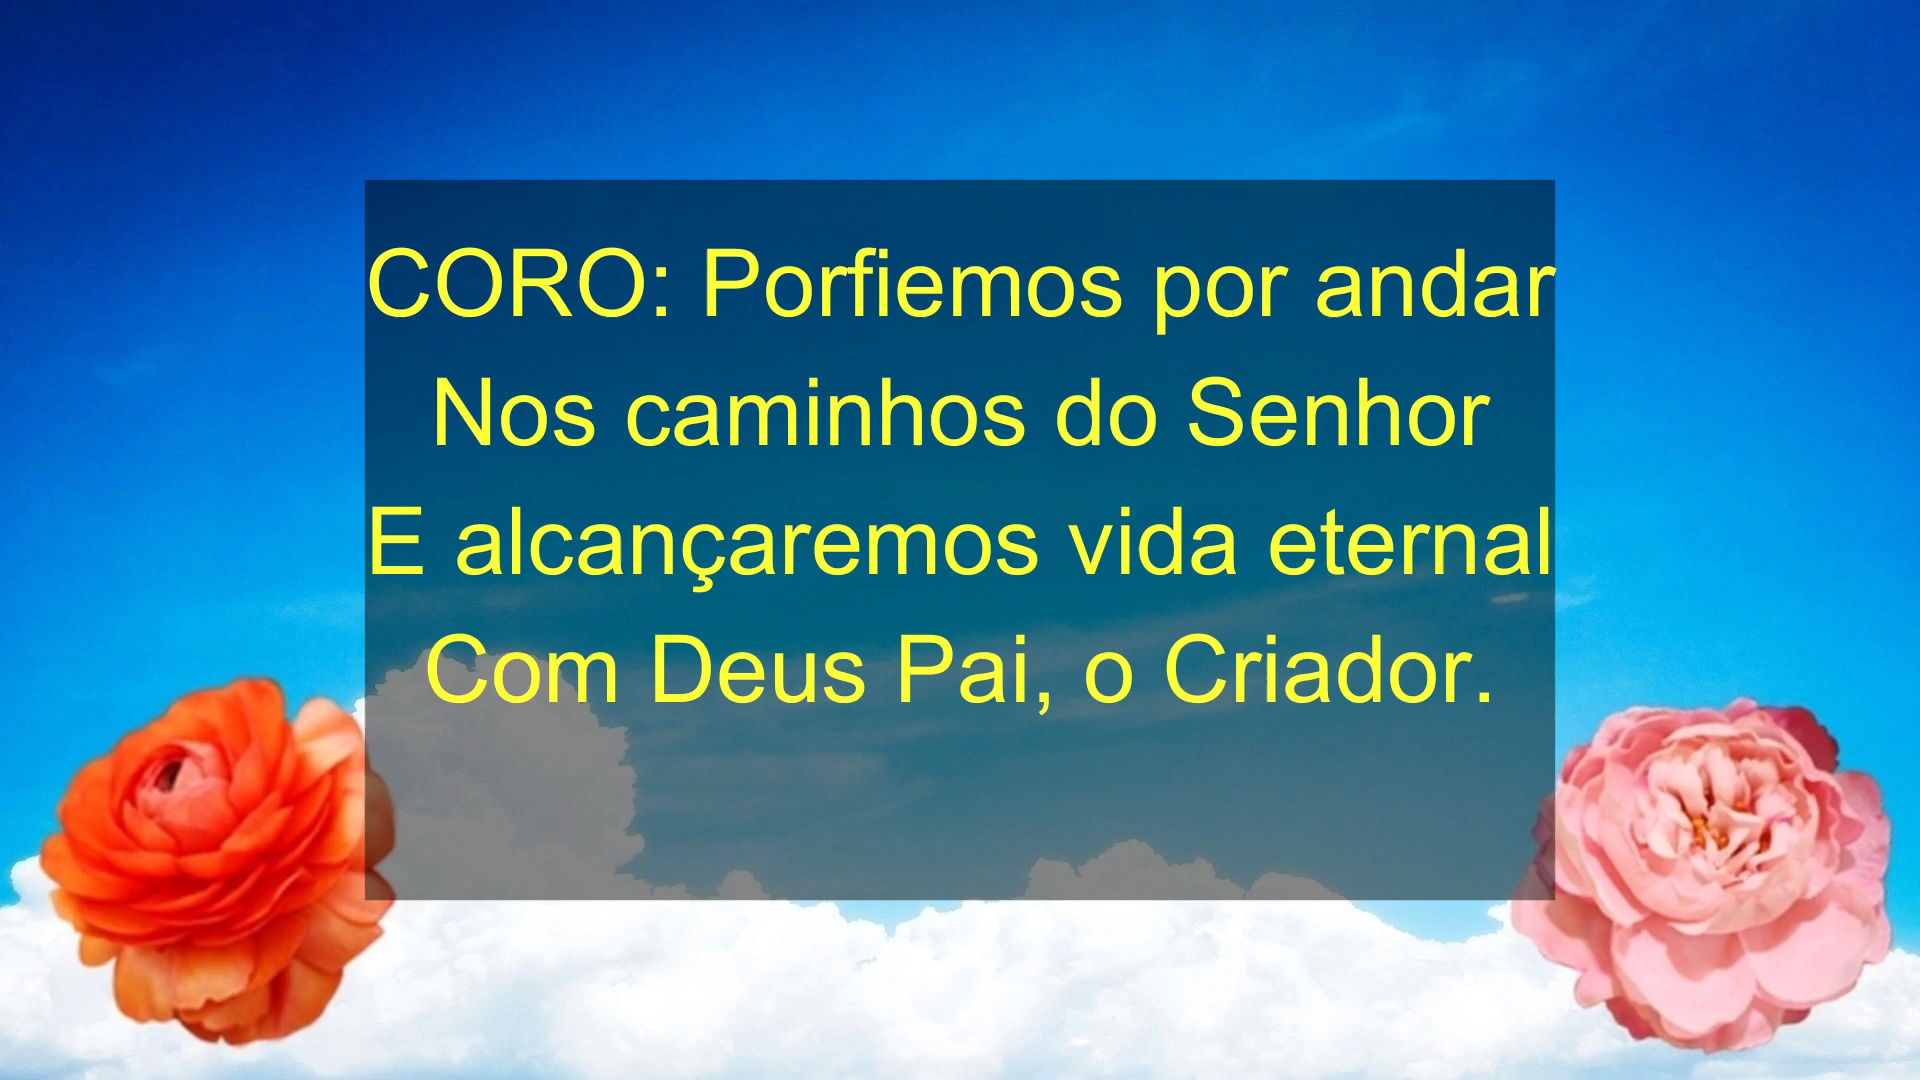 CORO: Porfiemos por andar
Nos caminhos do Senhor
E alcançaremos vida eternal
Com Deus Pai, o Criador.